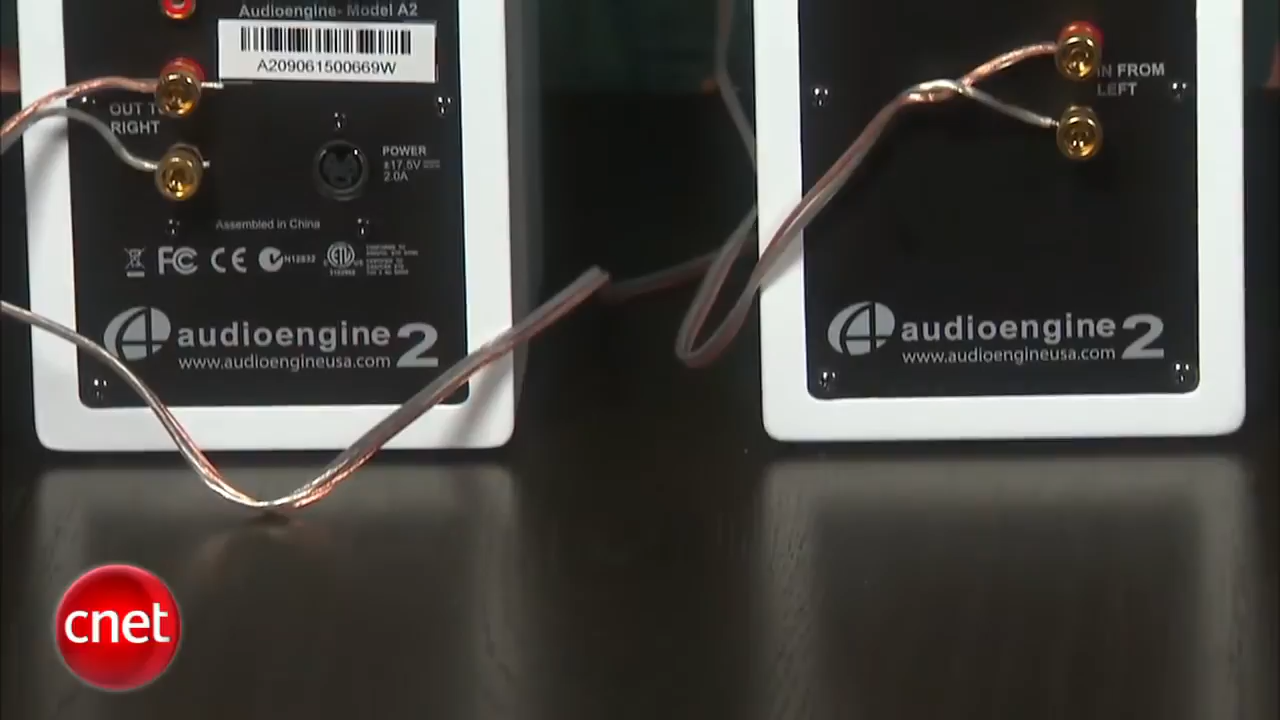 Audioengine- Model A2
A209061500669W
OUT TO
RIGHT
POWER
±17.5V
2.0A
Assembled in China
FC CE N12832
audioengine 2
www.audioengineusa.com
IN FROM
LEFT
audioengine 2
www.audioengineusa.com
cnet